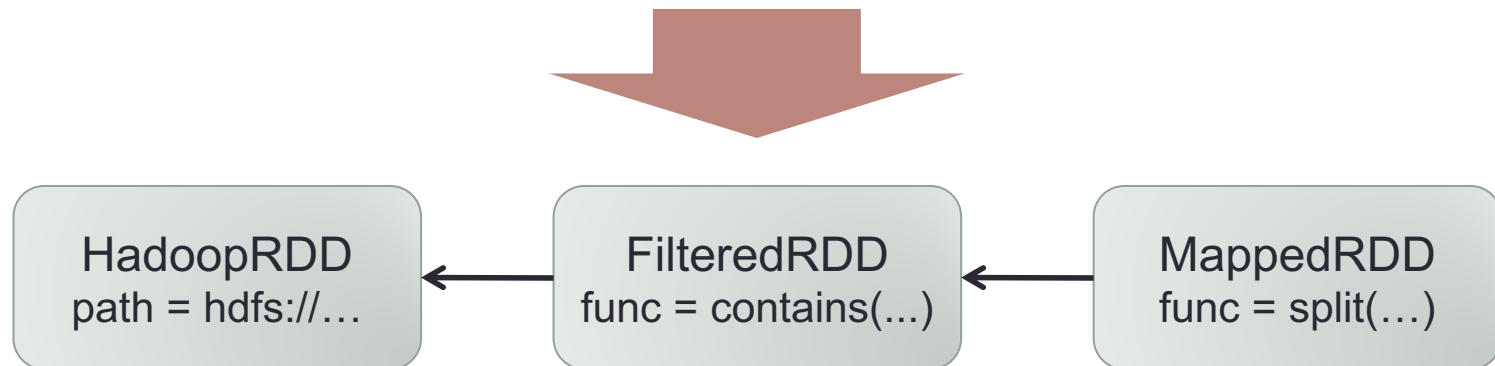 HadoopRDD
path = hdfs://…
FilteredRDD
func = contains(...)
MappedRDD
func = split(…)